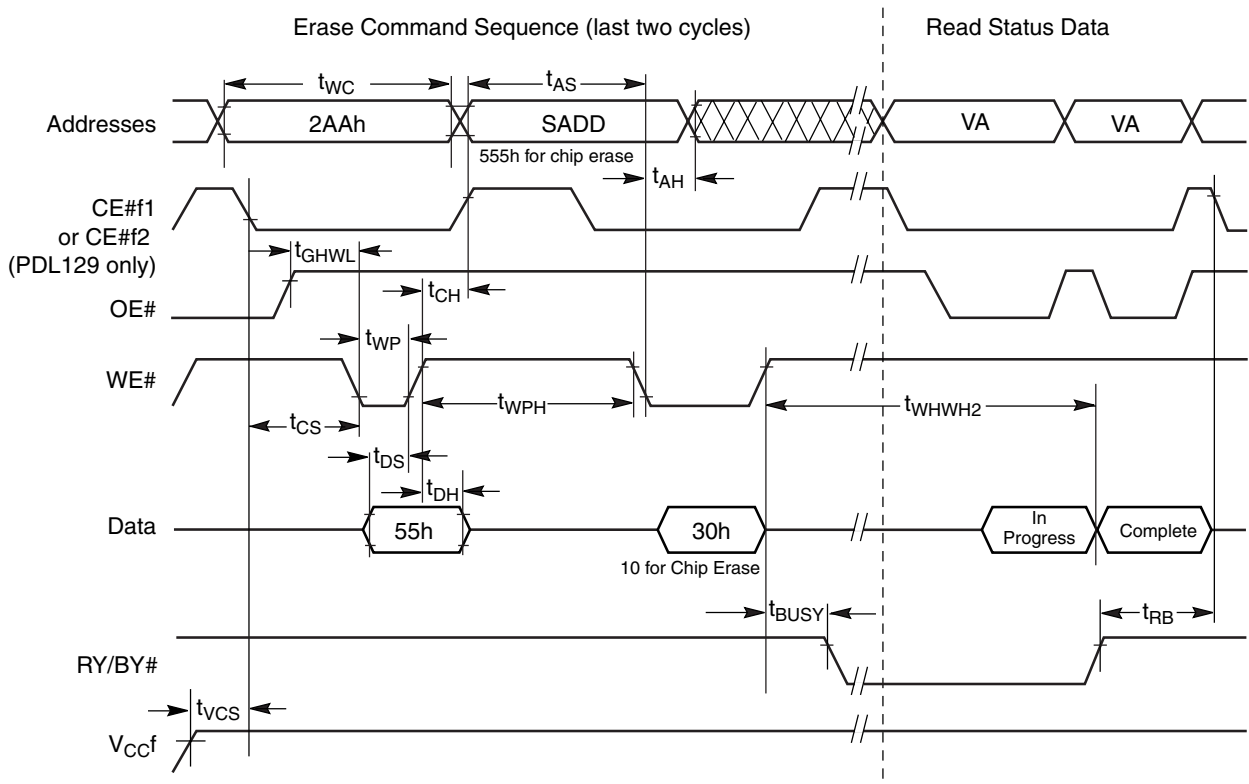 Erase Command Sequence (last two cycles)
Read Status Data
tWC
tAS
Addresses
2AAh
SADD
VA
VA
555h for chip erase
tAH
CE#f1
or CE#f2
(PDL129 only)
tGHWL
tCH
OE#
tWP
WE#
tWPH
tWHWH2
tCS
tDS
tDH
Data
55h
30h
In
Progress
Complete
10 for Chip Erase
tBUSY
tRB
RY/BY#
tVCS
VCCf